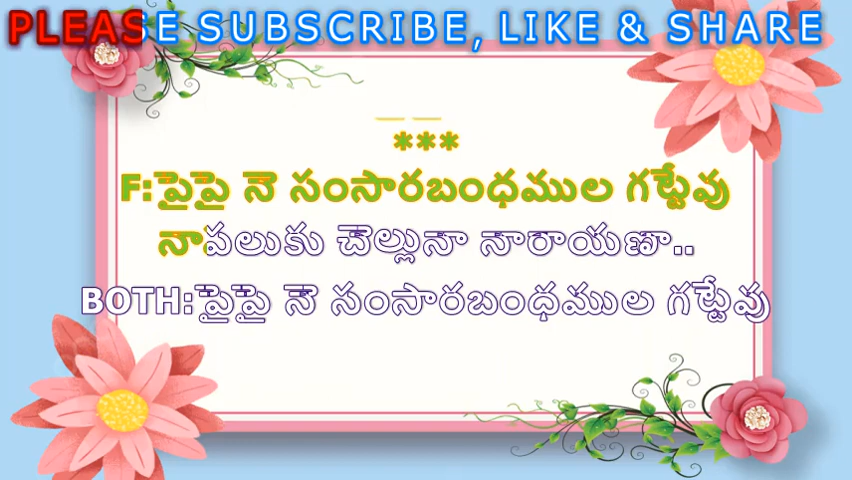 PLEASE SUBSCRIBE, LIKE & SHARE
***
F:పైపై నె సంసారబంధముల గట్టేవు
నాపలుకు చెల్లునా నారాయణా..
BOTH:పైపై నె సంసారబంధముల గట్టేవు